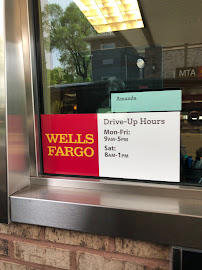 MTA
Amanda
Drive-Up Hours
WELLS
FARGO
Mon-Fri:
9AM-5PM
Sat:
8AM-1PM